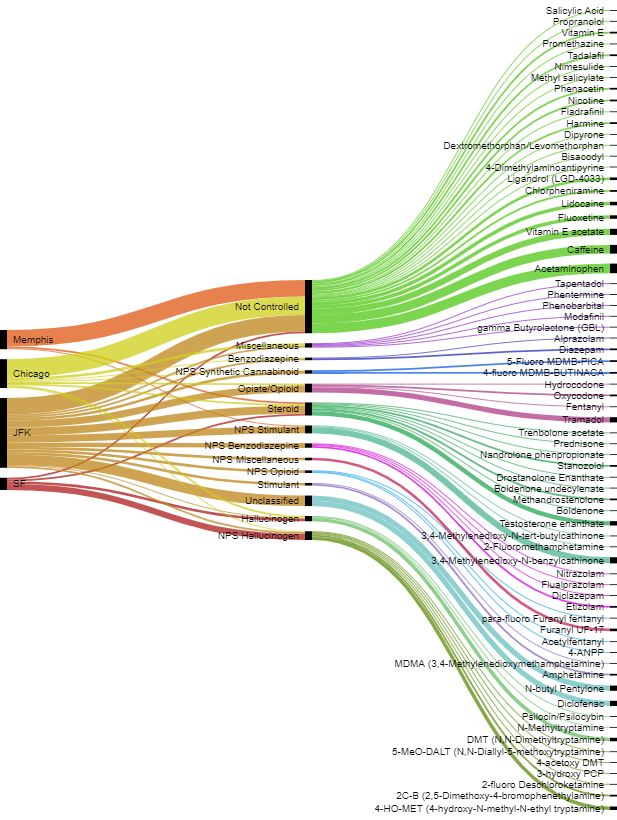 Memphis
Chicago
JFK
SF
Not Controlled
Miscellaneous
Benzodiazepine
NPS Synthetic Cannabinoid
Opiate/Opioid
Steroid
NPS Stimulant
NPS Benzodiazepine
NPS Miscellaneous
NPS Opioid
Stimulant
Unclassified
Hallucinogen
NPS Hallucinogen
Salicylic Acid
Propranolol
Vitamin E
Promethazine
Tadalafil
Nimesulide
Methyl salicylate
Phenacetin
Nicotine
Fladrafinil
Harmine
Dipyrone
Dextromethorphan/Levomethorphan
Bisacodyl
4-Dimethylaminoantipyrine
Ligandrol (LGD-4033)
Chlorpheniramine
Lidocaine
Fluoxetine
Vitamin E acetate
Caffeine
Acetaminophen
Tapentadol
Phentermine
Phenobarbital
Modafinil
gamma Butyrolactone (GBL)
Alprazolam
Diazepam
5-Fluoro MDMB-PICA
4-fluoro MDMB-BUTINACA
Hydrocodone
Oxycodone
Fentanyl
Tramadol
Trenbolone acetate
Prednisone
Nandrolone phenpropionate
Stanozolol
Drostanolone Enanthate
Boldenone undecylenate
Methandrostenolone
Boldenone
Testosterone enanthate
3,4-Methylenedioxy-N-tert-butylcathinone
2-Fluoromethamphetamine
3,4-Methylenedioxy-N-benzylcathinone
Nitrazolam
Flualprazolam
Diclazepam
Etizolam
para-fluoro Furanyl fentanyl
Furanyl UF-17
Acetylfentanyl
4-ANPP
MDMA (3,4-Methylenedioxymethamphetamine)
Amphetamine
N-butyl Pentylone
Diclofenac
Psilocin/Psilocybin
N-Methyltryptamine
DMT (N,N-Dimethyltryptamine)
5-MeO-DALT (N,N-Diallyl-5-methoxytryptamine)
4-acetoxy DMT
3-hydroxy PCP
2-fluoro Deschloroketamine
2C-B (2,5-Dimethoxy-4-bromophenethylamine)
4-HO-MET (4-hydroxy-N-methyl-N-ethyl tryptamine)